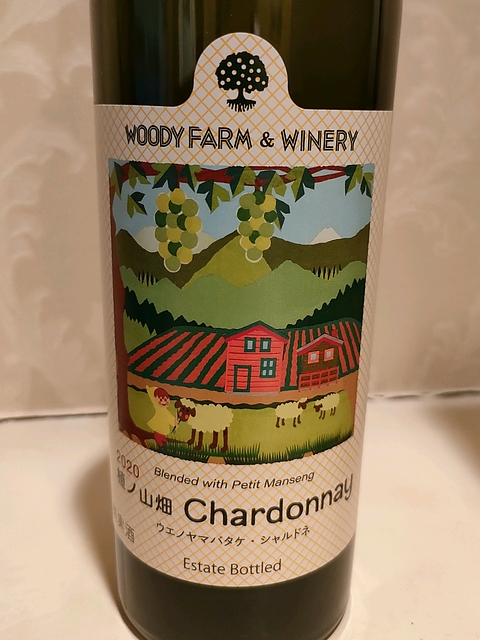 WOODY FARM & WINERY
2020
Blended with Petit Manseng
ノ山畑 Chardonnay
ウエノヤマバタケ・シャルドネ
Estate Bottled